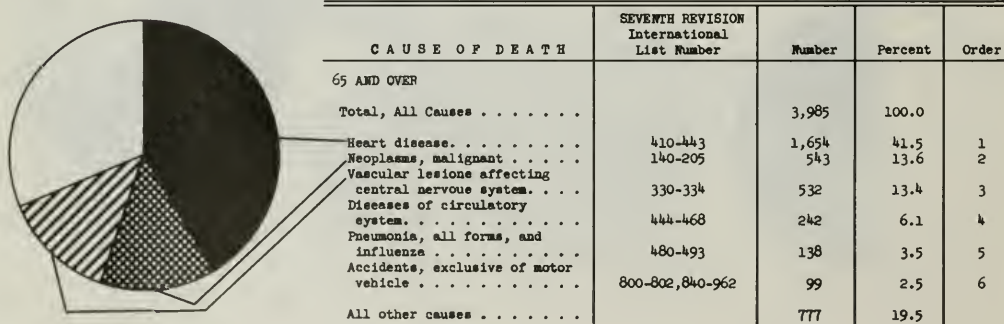 CAUSE OF DEATH SEVENTH REVISION International List Number Number Percent Order
65 AND OVER
Total, All Causes . . . . . . . 3,985 100.0
Heart disease. . . . . . . . . . 410-443 1,654 41.5 1
Neoplasms, malignant . . . . . . 140-205 543 13.6 2
Vascular lesions affecting
central nervous system. . . . 330-334 532 13.4 3
Diseases of circulatory
system. . . . . . . . . . . . . 444-468 242 6.1 4
Pneumonia, all forms, and
influenza . . . . . . . . . . . 480-493 138 3.5 5
Accidents, exclusive of motor
vehicle . . . . . . . . . . . . 800-802,840-962 99 2.5 6
All other causes . . . . . . . 777 19.5